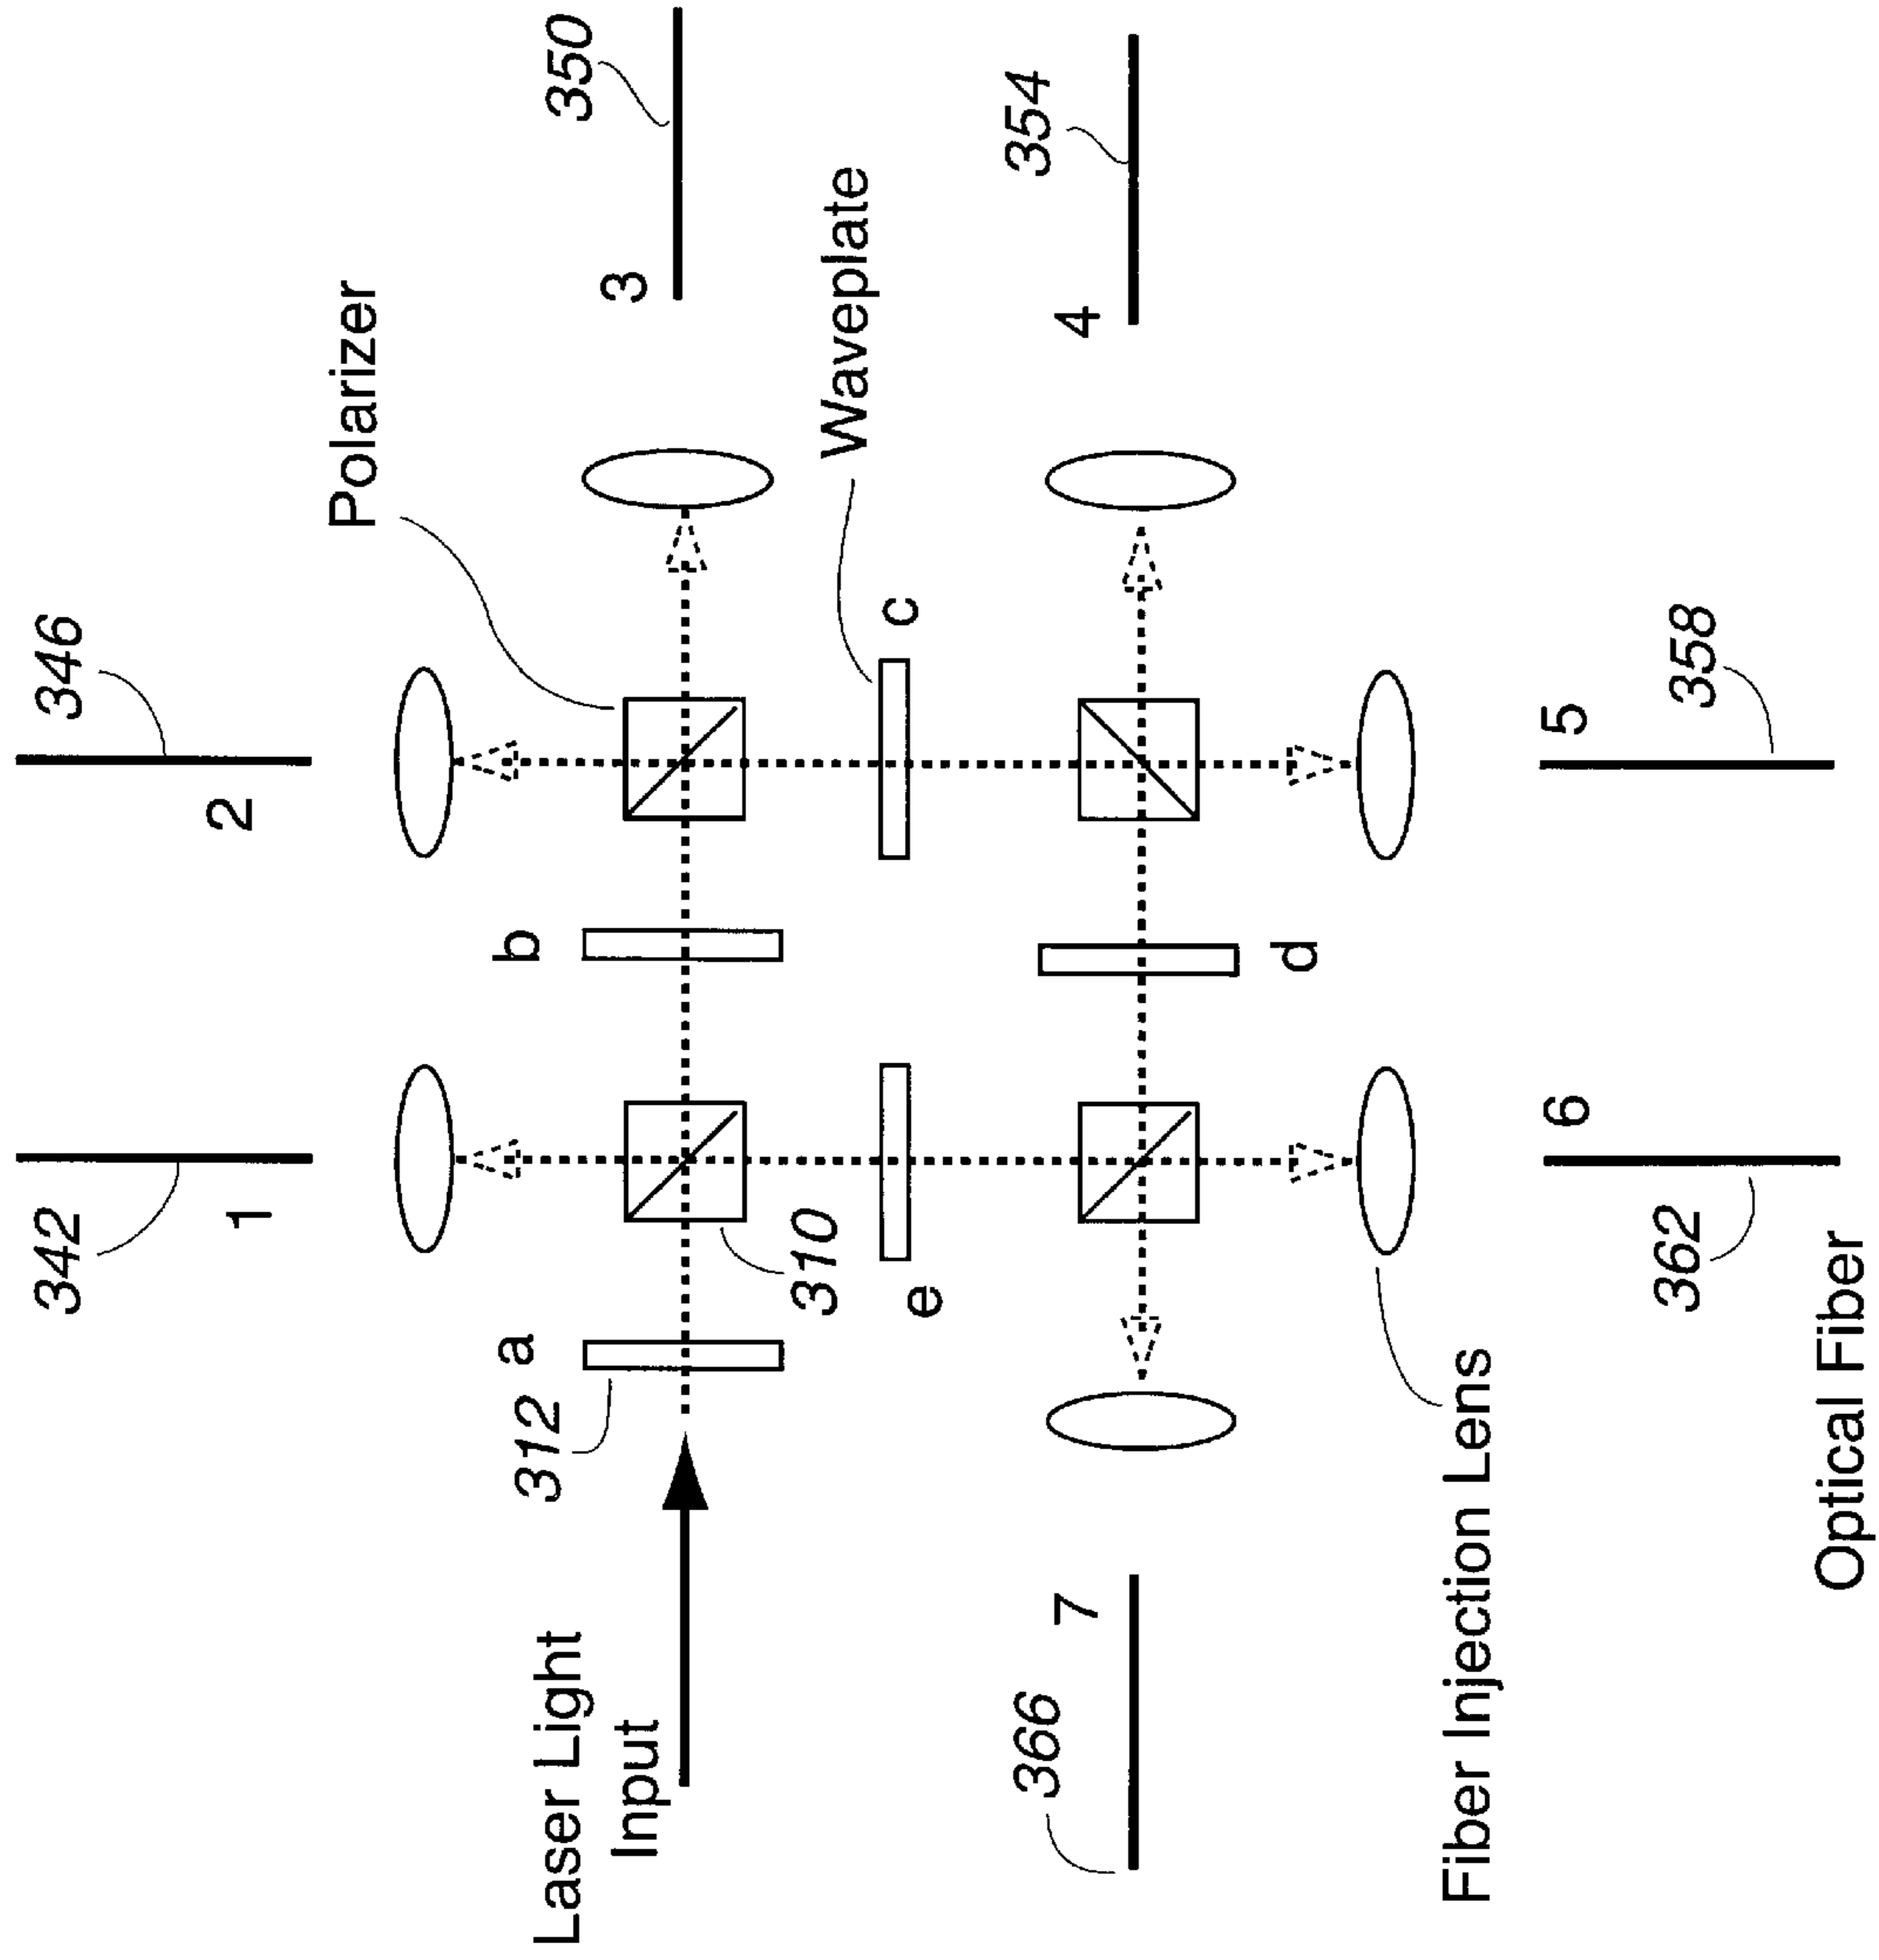 342
1
346
2
Polarizer
350
3
354
4
Waveplate
c
b
312
a
310
e
d
Laser Light
Input
366
7
358
5
362
6
Fiber Injection Lens
Optical Fiber